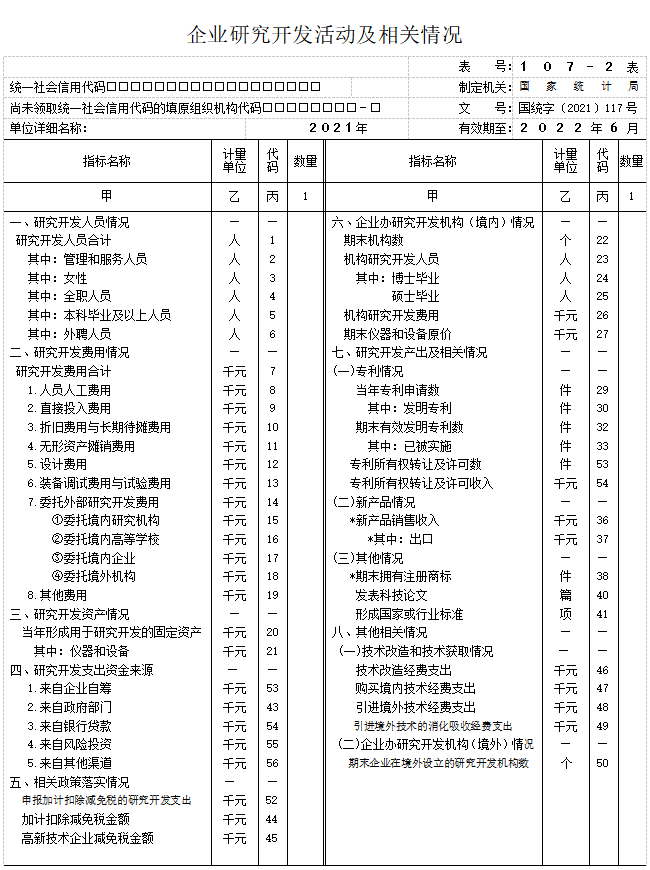 企业研究开发活动及相关情况
表　　号：１０７－２表
统一社会信用代码□□□□□□□□□□□□□□□□□□
制定机关：国家统计局
尚未领取统一社会信用代码的填原组织机构代码□□□□□□□□－□
文　　号：国统字（2021）117号
单位详细名称：
２０２１年
有效期至：２０２２年６月
指标名称 计量单位 代码 数量 指标名称 计量单位 代码 数量
甲 乙 丙 1 甲 乙 丙 1
一、研究开发人员情况 － －
研究开发人员合计 人 1
其中：管理和服务人员 人 2
其中：女性 人 3
其中：全职人员 人 4
其中：本科毕业及以上人员 人 5
其中：外聘人员 人 6
二、研究开发费用情况 － －
研究开发费用合计 千元 7
1.人员人工费用 千元 8
2.直接投入费用 千元 9
3.折旧费用与长期待摊费用 千元 10
4.无形资产摊销费用 千元 11
5.设计费用 千元 12
6.装备调试费用与试验费用 千元 13
7.委托外部研究开发费用 千元 14
①委托境内研究机构 千元 15
②委托境内高等学校 千元 16
③委托境内企业 千元 17
④委托境外机构 千元 18
8.其他费用 千元 19
三、研究开发资产情况 － －
当年形成用于研究开发的固定资产 千元 20
其中：仪器和设备 千元 21
四、研究开发支出资金来源 － －
1.来自企业自筹 千元 53
2.来自政府部门 千元 43
3.来自银行贷款 千元 54
4.来自风险投资 千元 55
5.来自其他渠道 千元 56
五、相关政策落实情况 － －
申报加计扣除减免税的研究开发支出 千元 52
加计扣除减免税金额 千元 44
高新技术企业减免税金额 千元 45
六、企业办研究开发机构（境内）情况 － －
期末机构数 个 22
机构研究开发人员 人 23
其中：博士毕业 人 24
硕士毕业 人 25
机构研究开发费用 千元 26
期末仪器和设备原价 千元 27
七、研究开发产出及相关情况 － －
(一)专利情况 － －
当年专利申请数 件 29
其中：发明专利 件 30
期末有效发明专利数 件 32
其中：已被实施 件 33
专利所有权转让及许可数 件 53
专利所有权转让及许可收入 千元 54
(二)新产品情况 － －
*新产品销售收入 千元 36
*其中：出口 千元 37
(三)其他情况 － －
*期末拥有注册商标 件 38
发表科技论文 篇 40
形成国家或行业标准 项 41
八、其他相关情况 － －
(一)技术改造和技术获取情况 － －
技术改造经费支出 千元 46
购买境内技术经费支出 千元 47
引进境外技术经费支出 千元 48
引进境外技术的消化吸收经费支出 千元 49
(二)企业办研究开发机构(境外)情况 － －
期末企业在境外设立的研究开发机构数 个 50